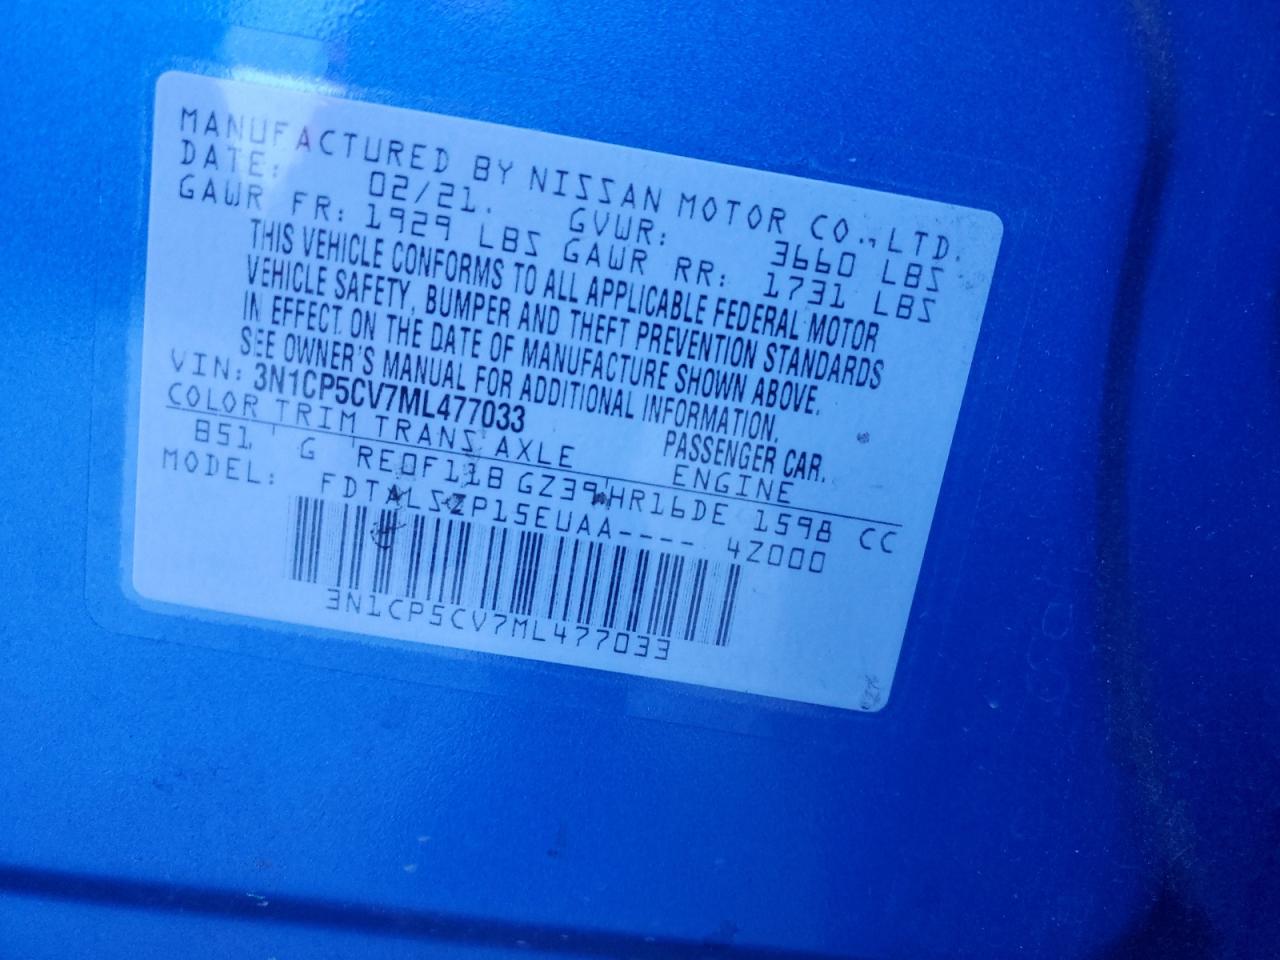 MANUFACTURED BY NISSAN MOTOR CO., LTD.
DATE: 02/21. GVWR: 3660 LBS
GAWR FR: 1929 LBS GAWR RR: 1731 LBS
THIS VEHICLE CONFORMS TO ALL APPLICABLE FEDERAL MOTOR
VEHICLE SAFETY, BUMPER AND THEFT PREVENTION STANDARDS
IN EFFECT ON THE DATE OF MANUFACTURE SHOWN ABOVE.
SEE OWNER'S MANUAL FOR ADDITIONAL INFORMATION.
VIN: 3N1CP5CV7ML477033 PASSENGER CAR.
COLOR TRIM TRANS AXLE ENGINE
B51 G RE0F11B GZ39 HR16DE 1598 CC
MODEL: FDTALSZP15EUAA---- 4Z000
3N1CP5CV7ML477033